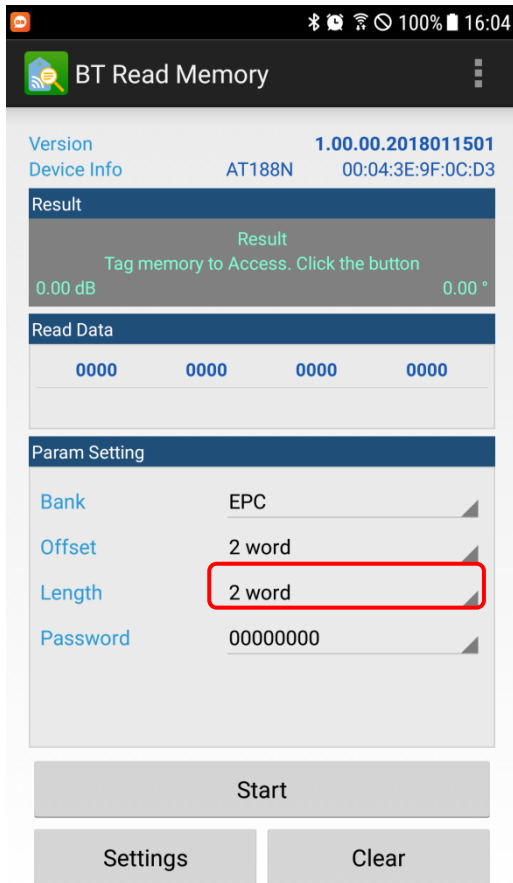 ON 100% 16:04
BT Read Memory
Version 1.00.00.2018011501
Device Info AT188N 00:04:3E:9F:0C:D3
Result
Result
Tag memory to Access. Click the button
0.00 dB 0.00 °
Read Data
0000 0000 0000 0000
Param Setting
Bank EPC
Offset 2 word
Length 2 word
Password 00000000
Start
Settings Clear